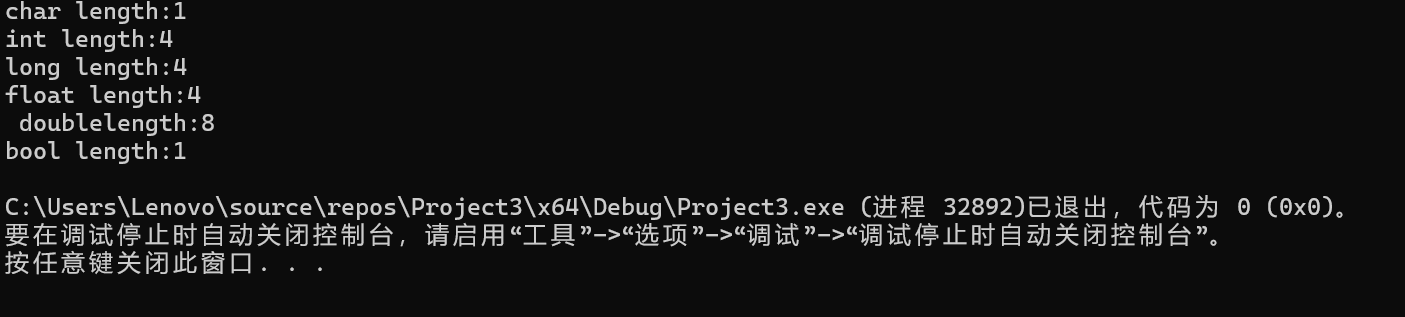 char length:1
int length:4
long length:4
float length:4
 doublelength:8
bool length:1
C:\Users\Lenovo\source\repos\Project3\x64\Debug\Project3.exe (进程 32892)已退出，代码为 0 (0x0)。
要在调试停止时自动关闭控制台，请启用“工具”->“选项”->“调试”->“调试停止时自动关闭控制台”。
按任意键关闭此窗口. . .